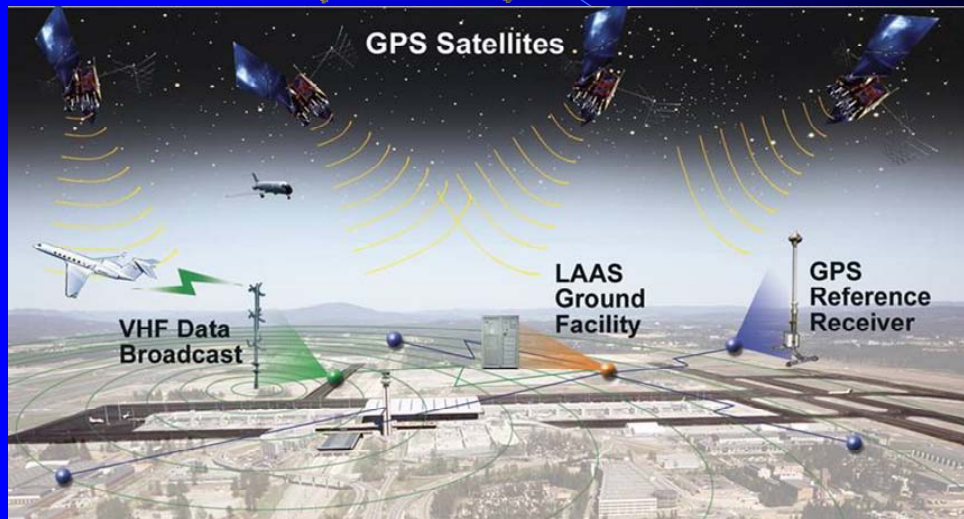 GPS Satellites
LAAS
Ground
Facility
GPS
Reference
Receiver
VHF Data
Broadcast